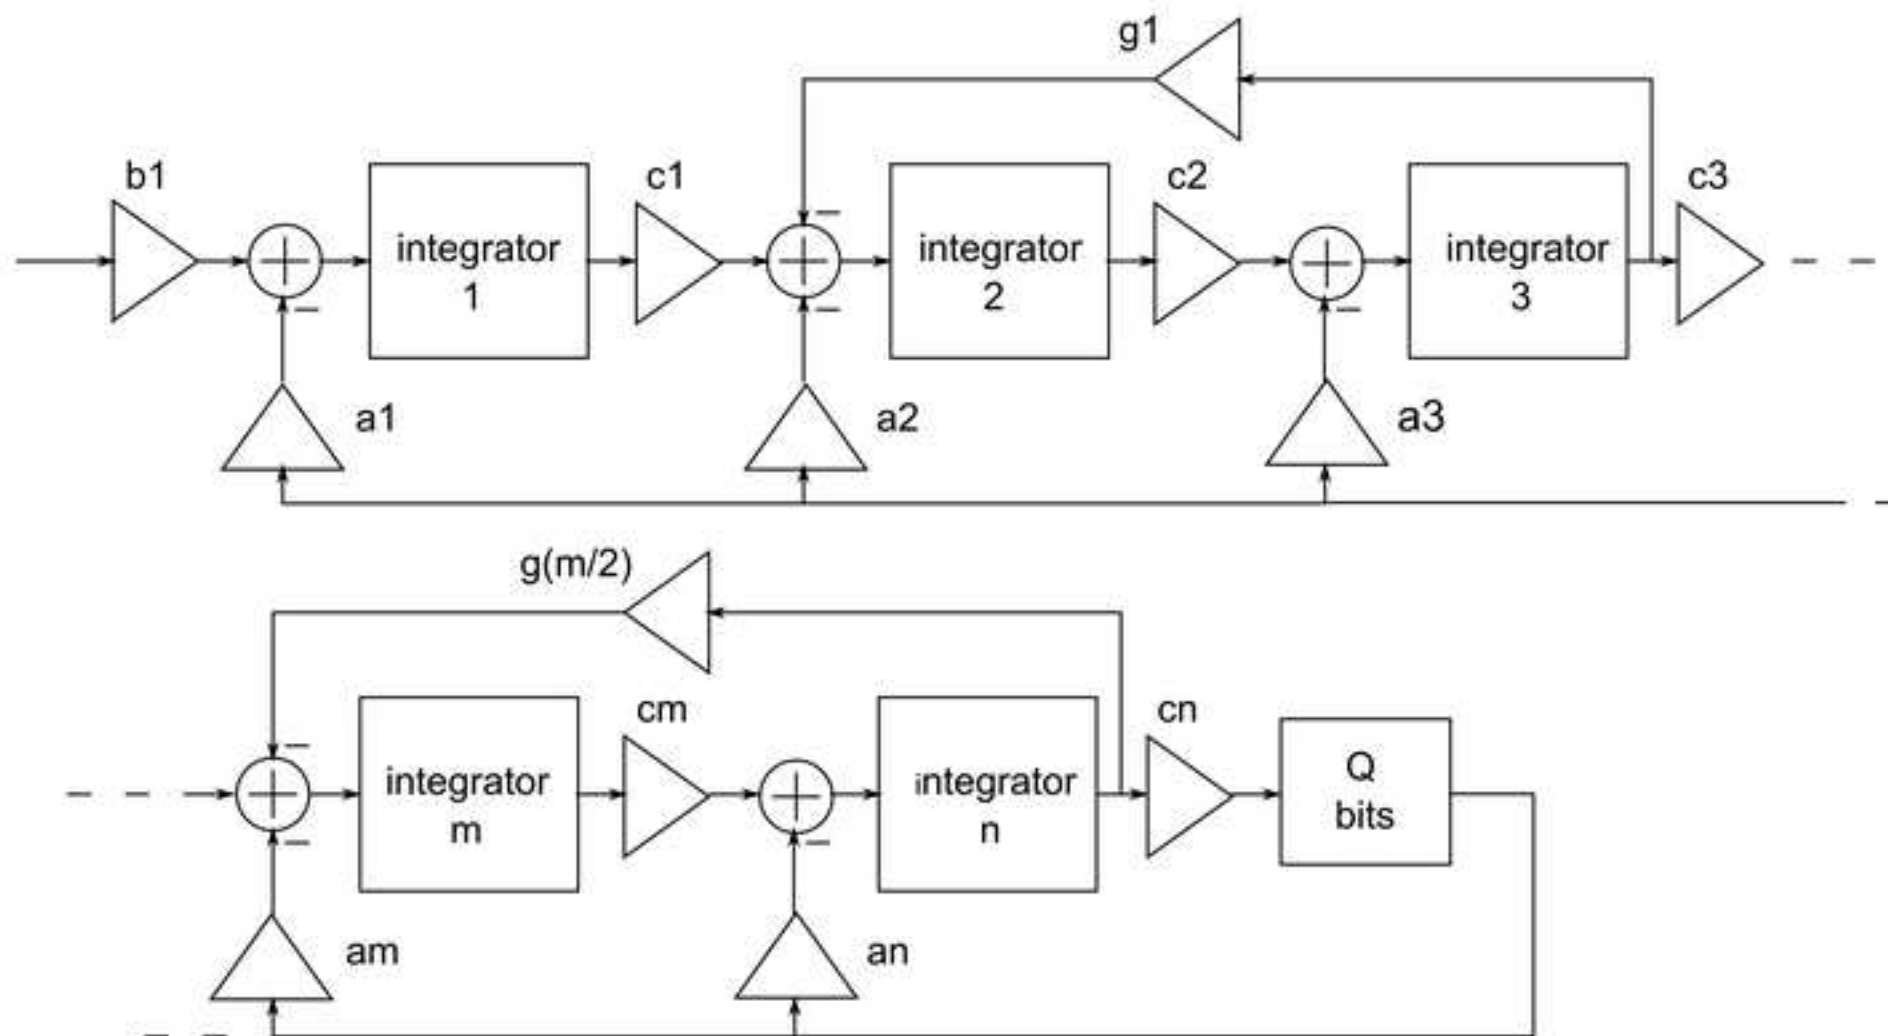 g1
b1
c1
c2
c3
integrator
1
integrator
2
integrator
3
a1
a2
a3
g(m/2)
cm
cn
integrator
m
integrator
n
Q
bits
am
an